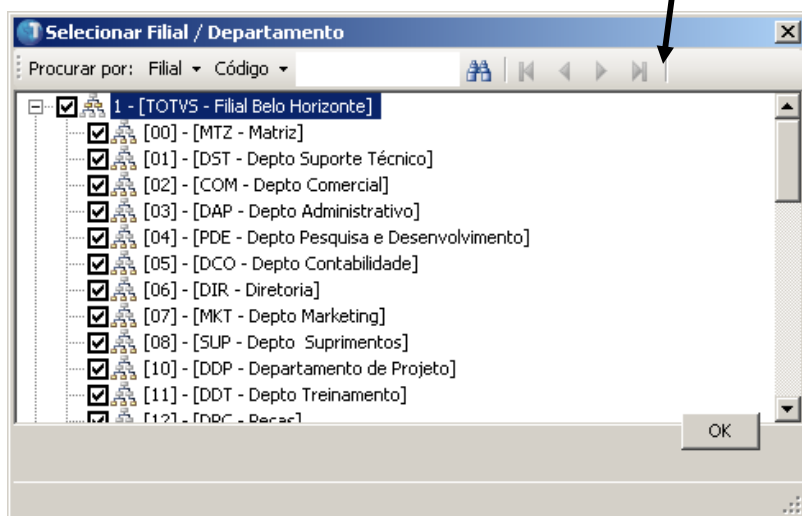 Selecionar Filial / Departamento
Procurar por: Filial Código
1 - [TOTVS - Filial Belo Horizonte]
[00] - [MTZ - Matriz]
[01] - [DST - Depto Suporte Técnico]
[02] - [COM - Depto Comercial]
[03] - [DAP - Depto Administrativo]
[04] - [PDE - Depto Pesquisa e Desenvolvimento]
[05] - [DCO - Depto Contabilidade]
[06] - [DIR - Diretoria]
[07] - [MKT - Depto Marketing]
[08] - [SUP - Depto  Suprimentos]
[10] - [DDP - Departamento de Projeto]
[11] - [DDT - Depto Treinamento]
[12] - [DPC - Peças]
OK